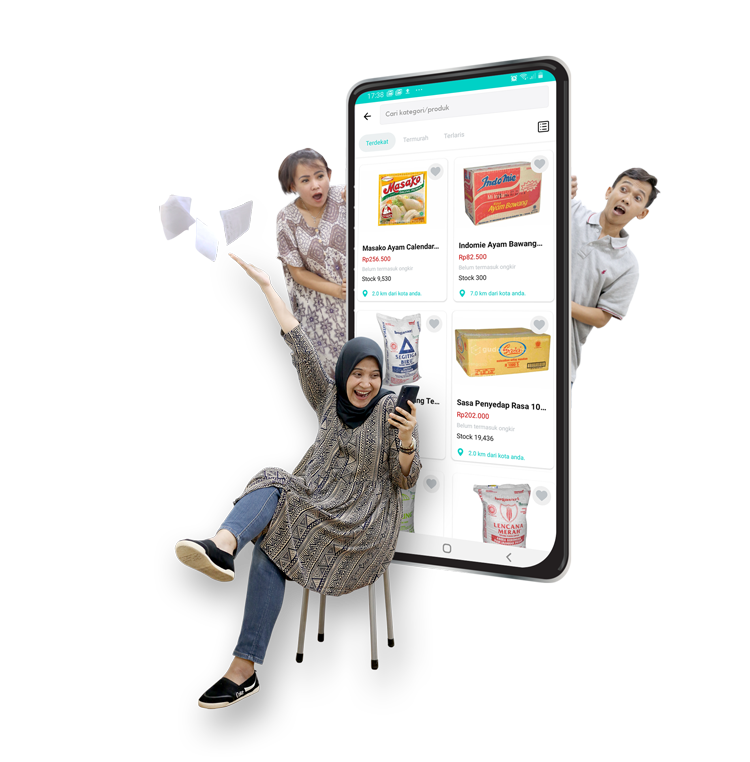 17:38
Cari kategori/produk
Terdekat
Termurah
Terlaris
Masako
Indomie
Ayam Bawang
Masako Ayam Calendar...
Rp256.500
Belum termasuk ongkir
Stock 9,530
2.0 km dari kota anda.
Indomie Ayam Bawang...
Rp82.500
Belum termasuk ongkir
Stock 300
7.0 km dari kota anda.
SEGITIGA
BIRU
Sasa
ng Te...
Sasa Penyedap Rasa 10...
Rp202.000
Belum termasuk ongkir
Stock 19,436
2.0 km dari kota anda.
LENCANA
MERAH